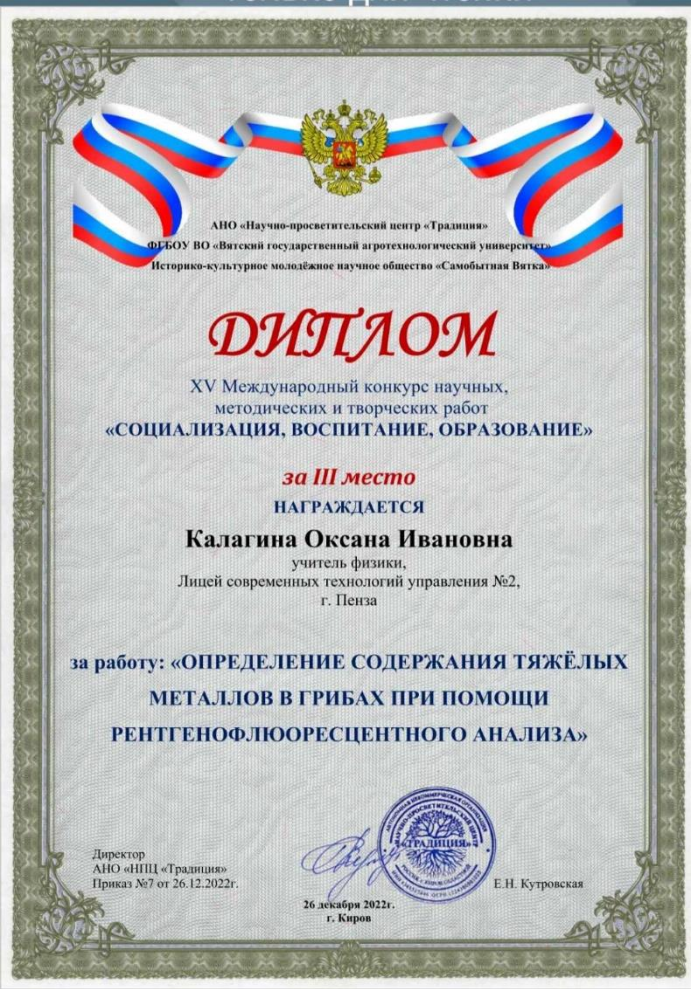 АНО «Научно-просветительский центр «Традиция»
ФГБОУ ВО «Вятский государственный агротехнологический университет»
Историко-культурное молодёжное научное общество «Самобытная Вятка»
ДИПЛОМ
XV Международный конкурс научных,
методических и творческих работ
«СОЦИАЛИЗАЦИЯ, ВОСПИТАНИЕ, ОБРАЗОВАНИЕ»
за III место
НАГРАЖДАЕТСЯ
Калагина Оксана Ивановна
учитель физики,
Лицей современных технологий управления №2,
г. Пенза
за работу: «ОПРЕДЕЛЕНИЕ СОДЕРЖАНИЯ ТЯЖЁЛЫХ
МЕТАЛЛОВ В ГРИБАХ ПРИ ПОМОЩИ
РЕНТГЕНОФЛЮОРЕСЦЕНТНОГО АНАЛИЗА»
Директор
АНО «НПЦ «Традиция»
Приказ №7 от 26.12.2022г.
НАУЧНО-ПРОСВЕТИТЕЛЬСКИЙ ЦЕНТР
«ТРАДИЦИЯ»
Е.Н. Кутровская
26 декабря 2022г.
г. Киров